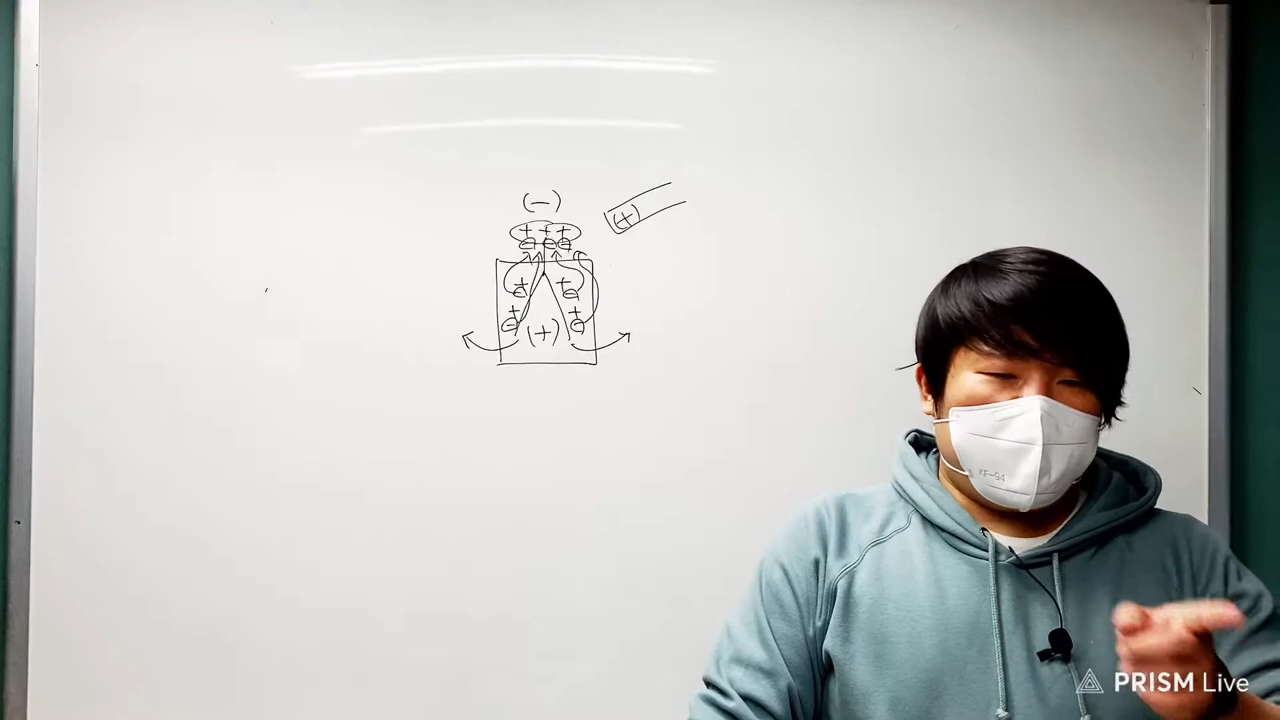 (−)
(+)
+ + +
⊖ ⊖ ⊖
+ +
⊖ ⊖
+ +
⊖ (+) ⊖
KF-94
PRISM Live